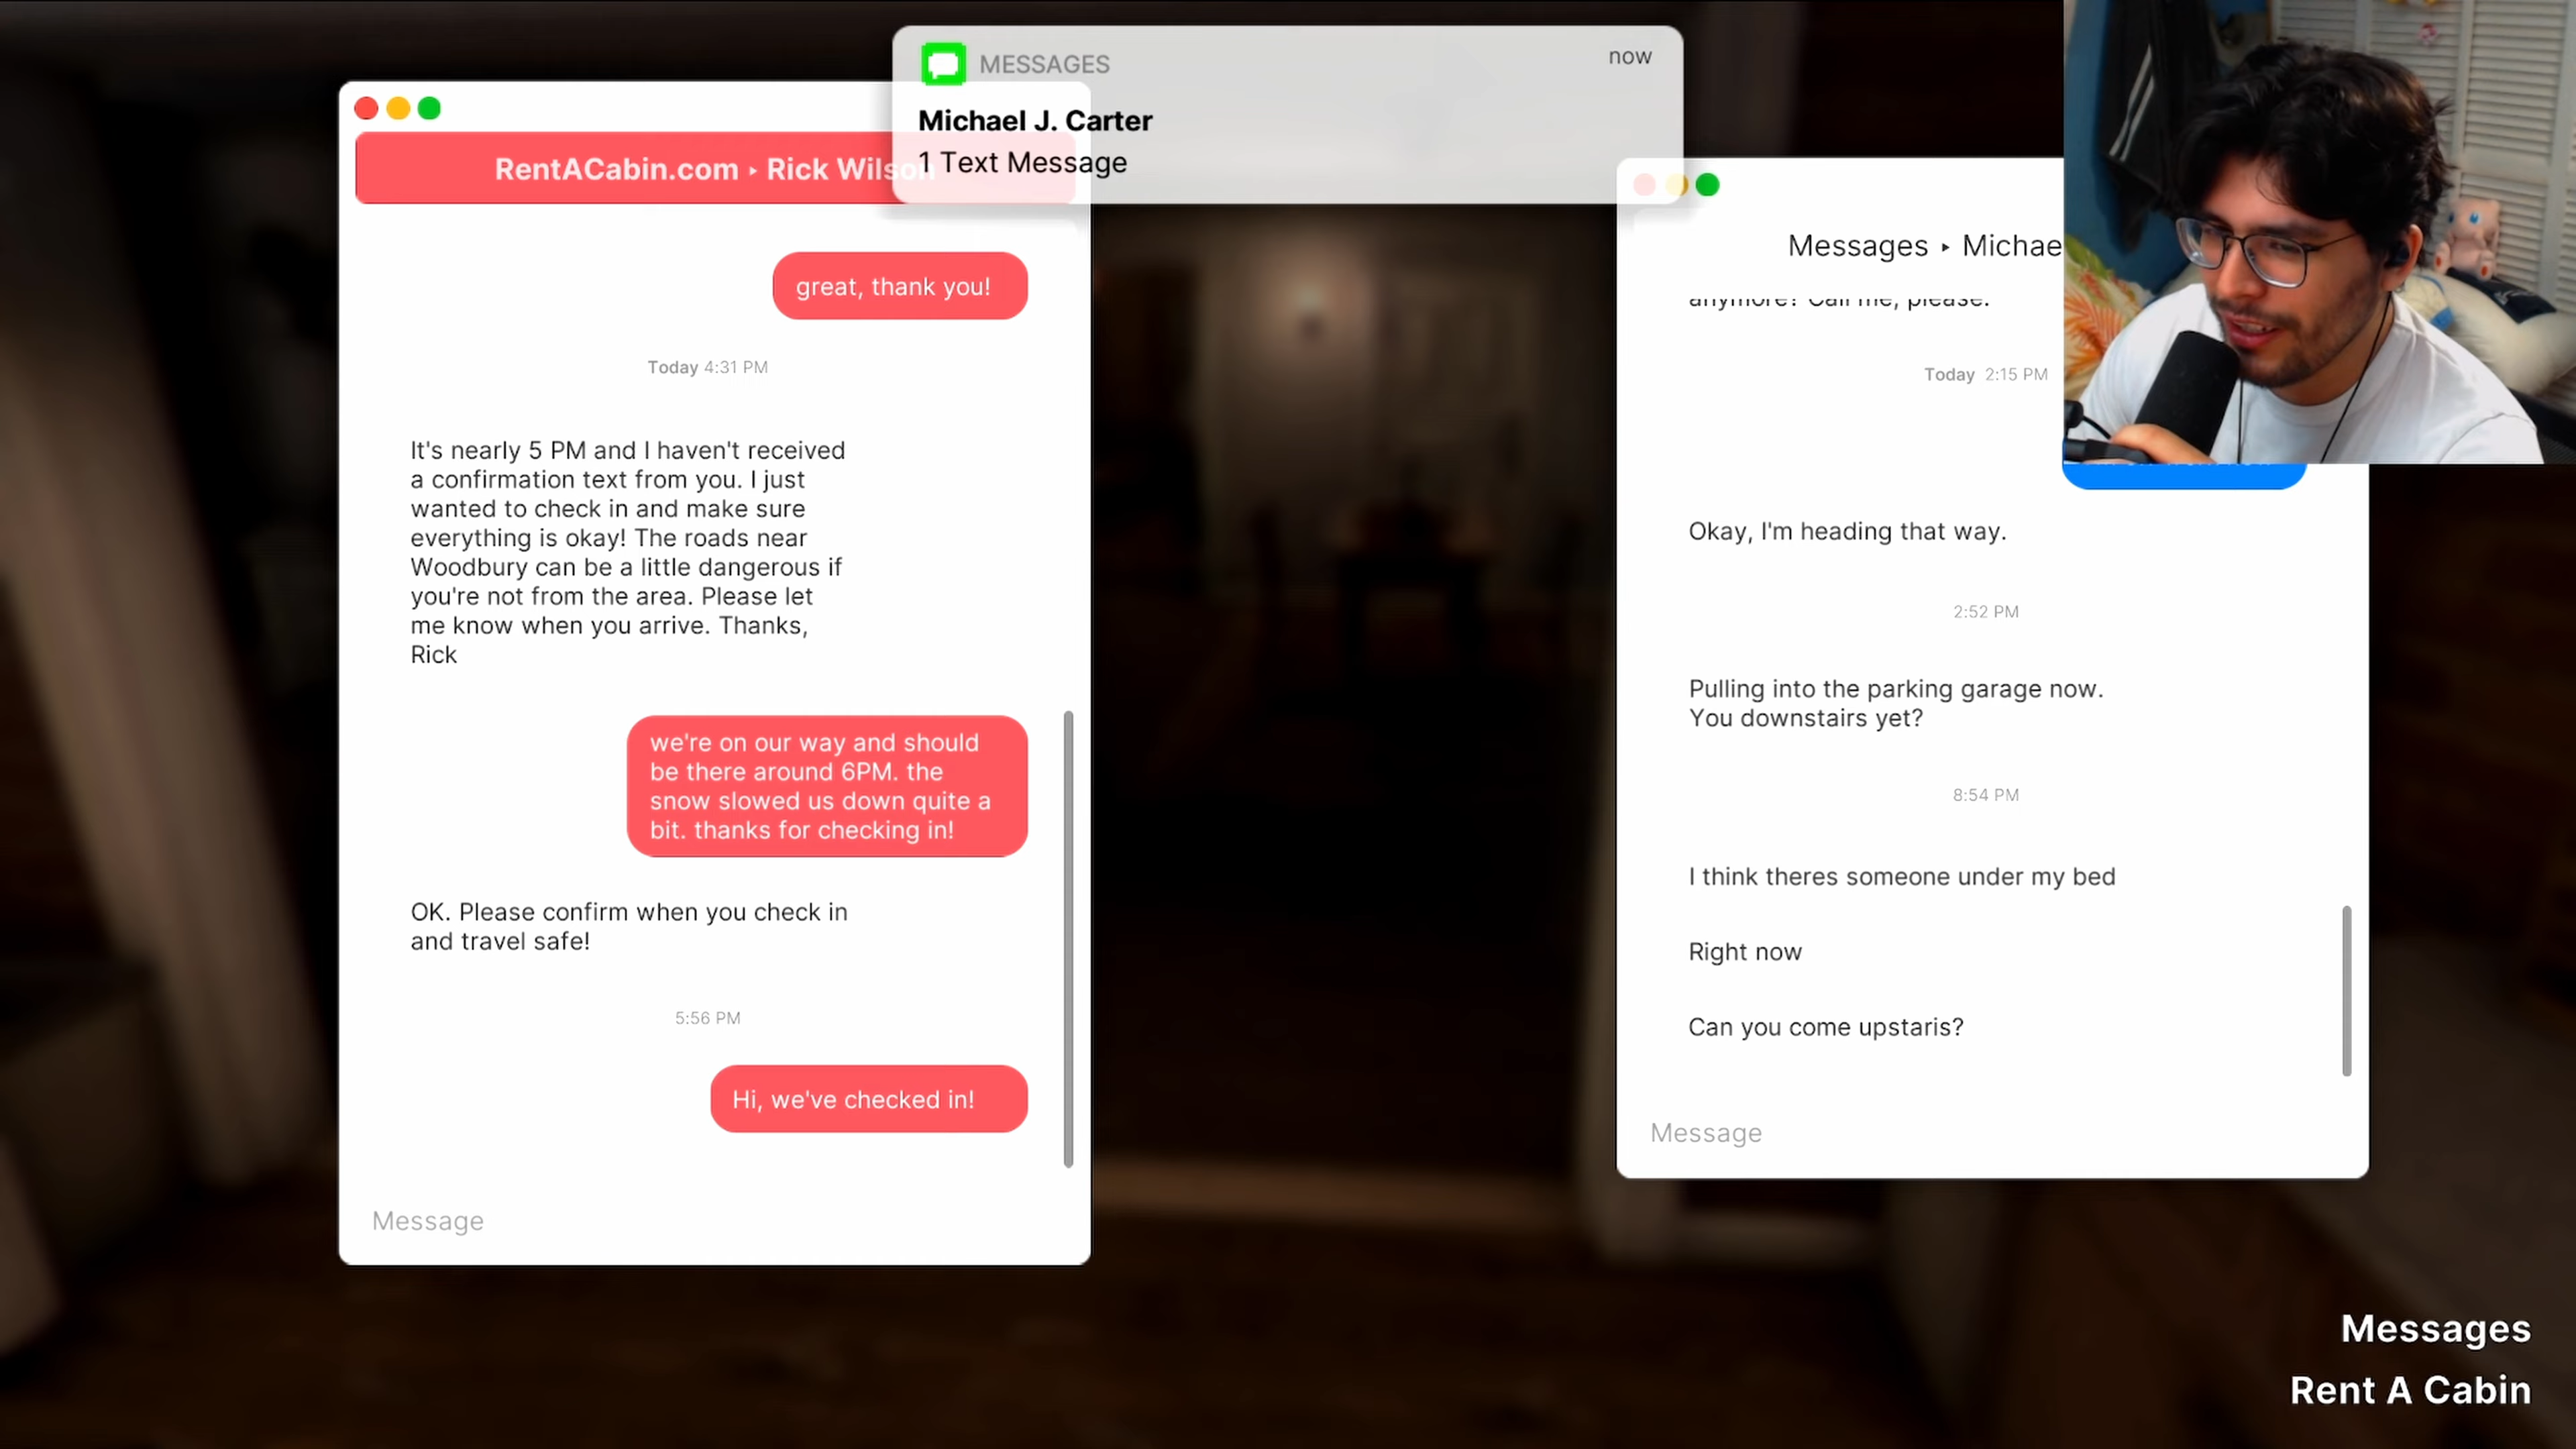 MESSAGES
now
Michael J. Carter
1 Text Message
RentACabin.com ‣ Rick Wilson
great, thank you!
Today 4:31 PM
It's nearly 5 PM and I haven't received
a confirmation text from you. I just
wanted to check in and make sure
everything is okay! The roads near
Woodbury can be a little dangerous if
you're not from the area. Please let
me know when you arrive. Thanks,
Rick
we're on our way and should
be there around 6PM. the
snow slowed us down quite a
bit. thanks for checking in!
OK. Please confirm when you check in
and travel safe!
5:56 PM
Hi, we've checked in!
Message
Messages ‣ Michae
anymore? Call me, please.
Today 2:15 PM
Okay, I'm heading that way.
2:52 PM
Pulling into the parking garage now.
You downstairs yet?
8:54 PM
I think theres someone under my bed
Right now
Can you come upstaris?
Message
Messages
Rent A Cabin